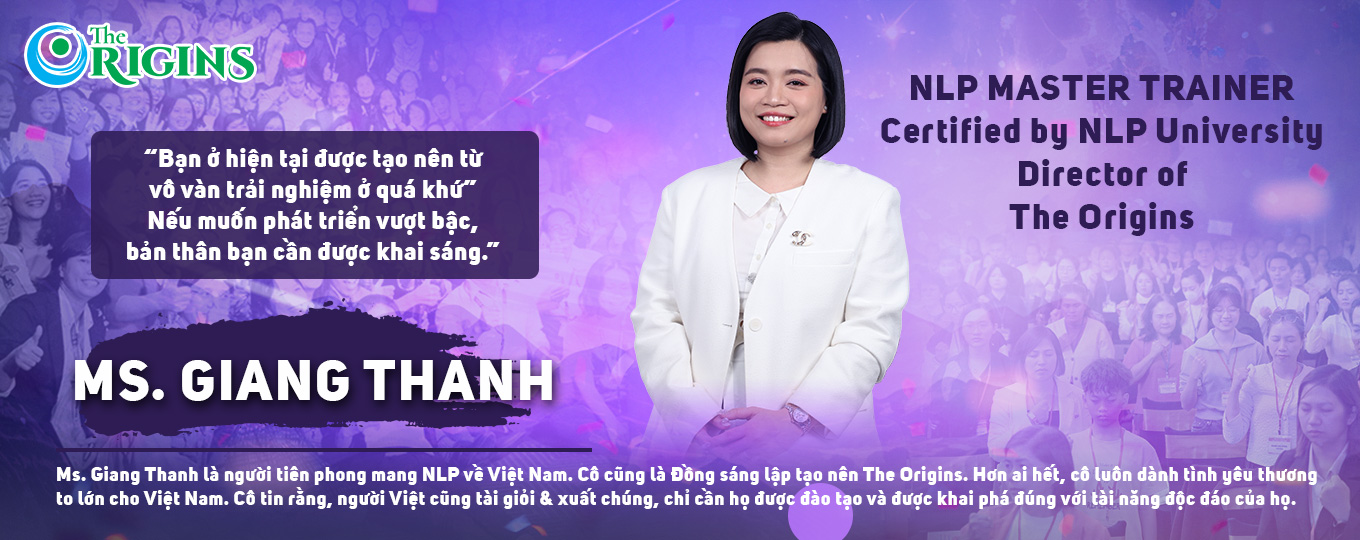 The
ORIGINS
NLP MASTER TRAINER
Certified by NLP University
Director of
The Origins
“Bạn ở hiện tại được tạo nên từ
vô vàn trải nghiệm ở quá khứ”
Nếu muốn phát triển vượt bậc,
bản thân bạn cần được khai sáng.”
MS. GIANG THANH
Ms. Giang Thanh là người tiên phong mang NLP về Việt Nam. Cô cũng là Đồng sáng lập tạo nên The Origins. Hơn ai hết, cô luôn dành tình yêu thương
to lớn cho Việt Nam. Cô tin rằng, người Việt cũng tài giỏi & xuất chúng, chỉ cần họ được đào tạo và được khai phá đúng với tài năng độc đáo của họ.